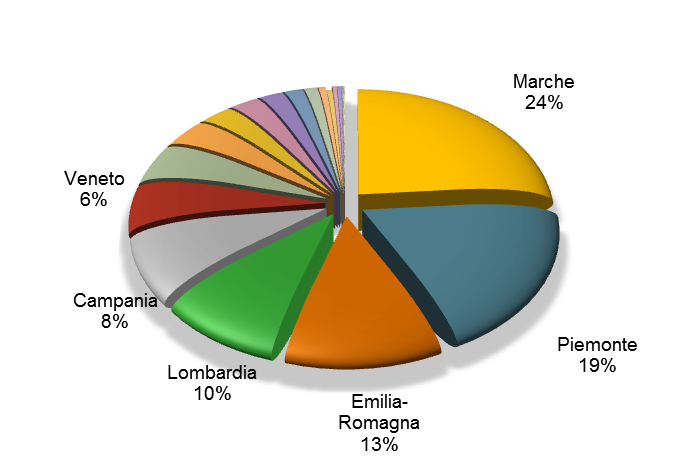 Marche
24%
Piemonte
19%
Emilia-
Romagna
13%
Lombardia
10%
Campania
8%
Veneto
6%